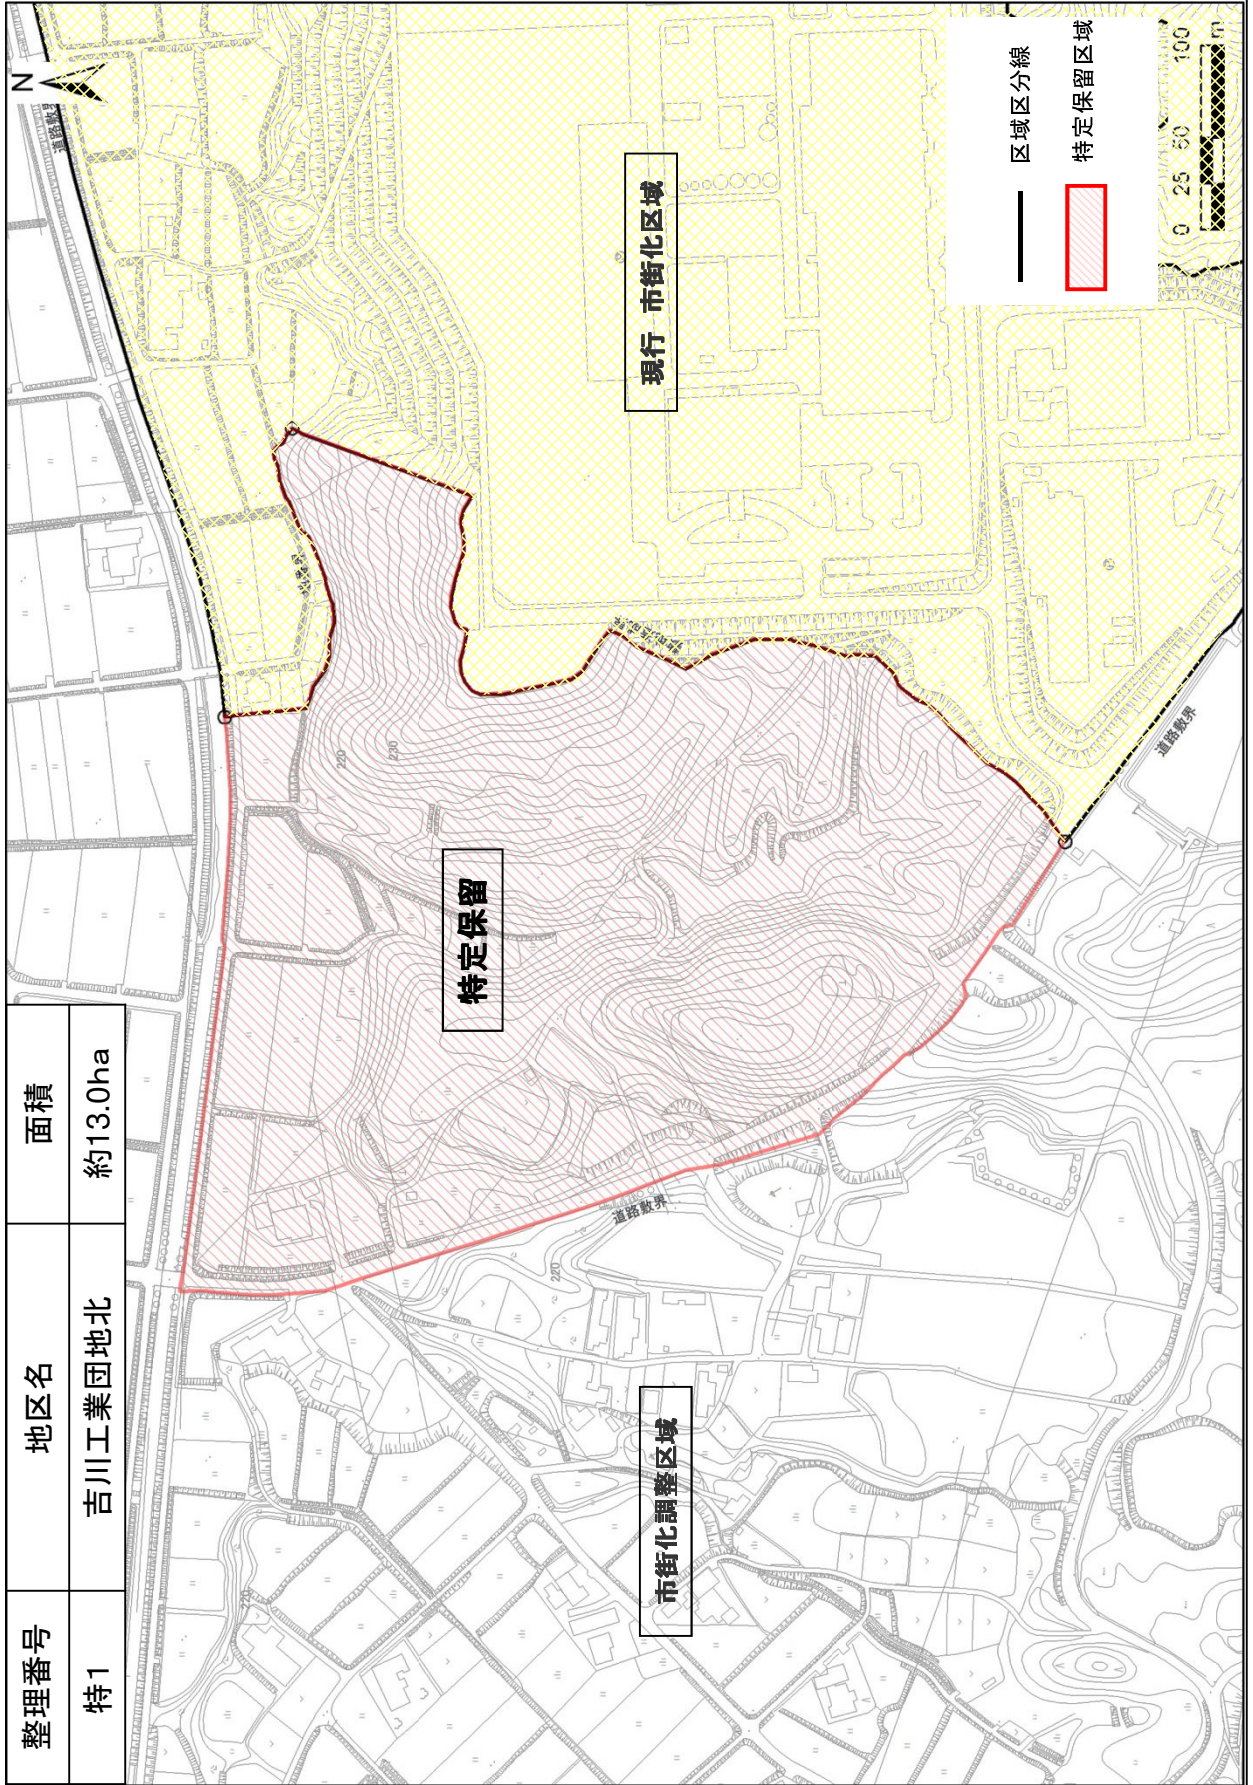 整理番号 地区名 面積
特1 吉川工業団地北 約13.0ha
N
道路敷界
現行 市街化区域
特定保留
220
230
道路敷界
220
市街化調整区域
220
道路敷界
区域区分線
特定保留区域
0 25 50 100
m